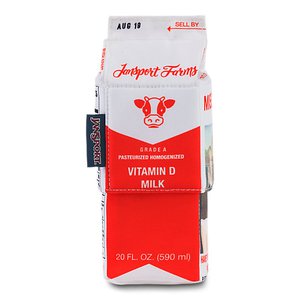 AUG 19
SELL BY
Jansport Farms
JANSPORT
GRADE A
PASTEURIZED HOMOGENIZED
VITAMIN D
MILK
20 FL. OZ. (590 ml)